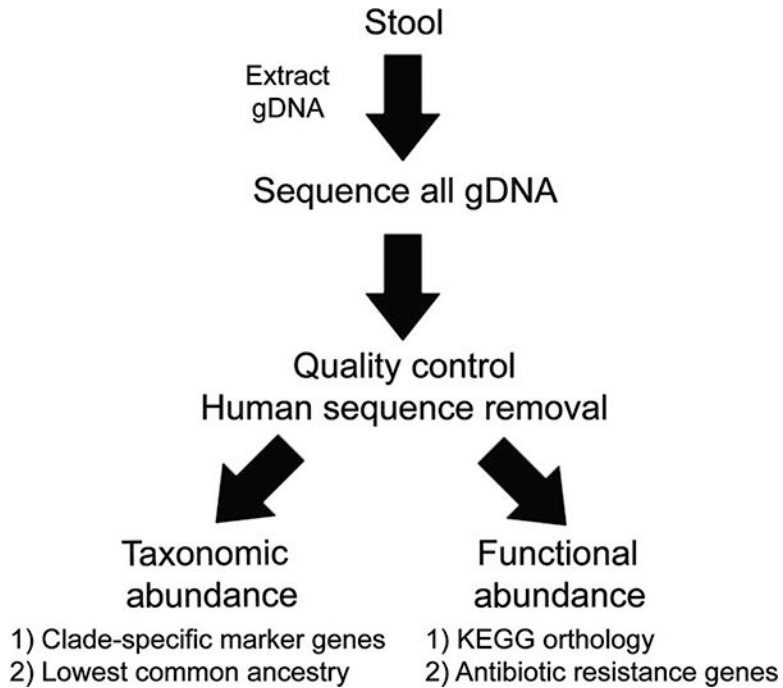 Stool
Extract
gDNA
Sequence all gDNA
Quality control
Human sequence removal
Taxonomic
abundance
1) Clade-specific marker genes
2) Lowest common ancestry
Functional
abundance
1) KEGG orthology
2) Antibiotic resistance genes